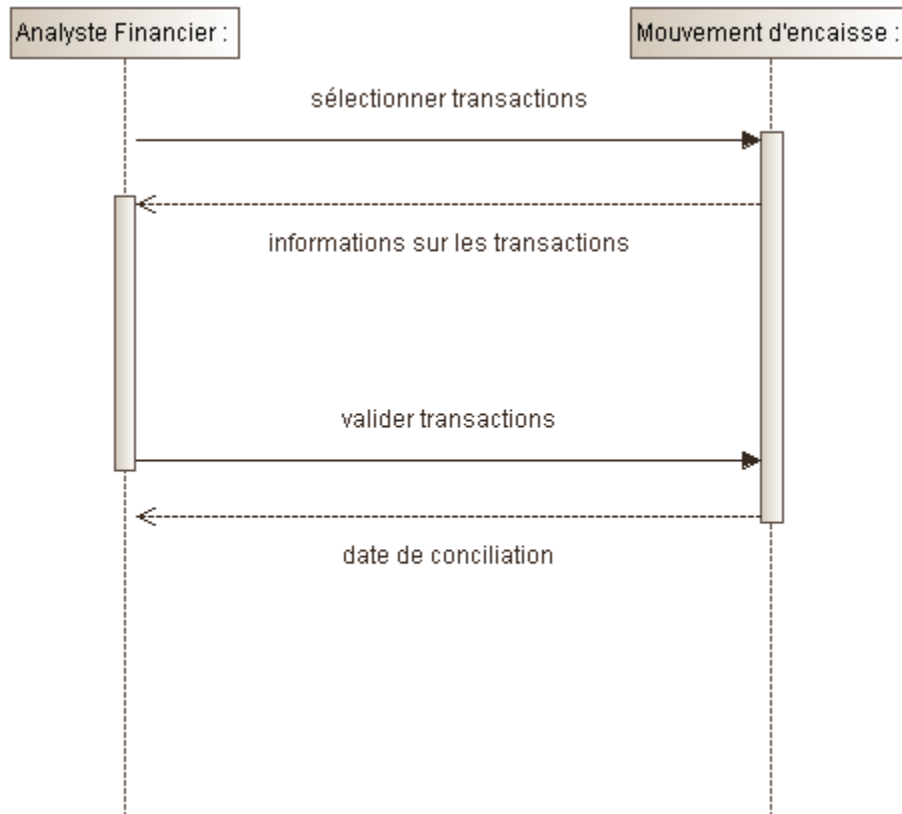 Analyste Financier :
Mouvement d'encaisse :
sélectionner transactions
informations sur les transactions
valider transactions
date de conciliation